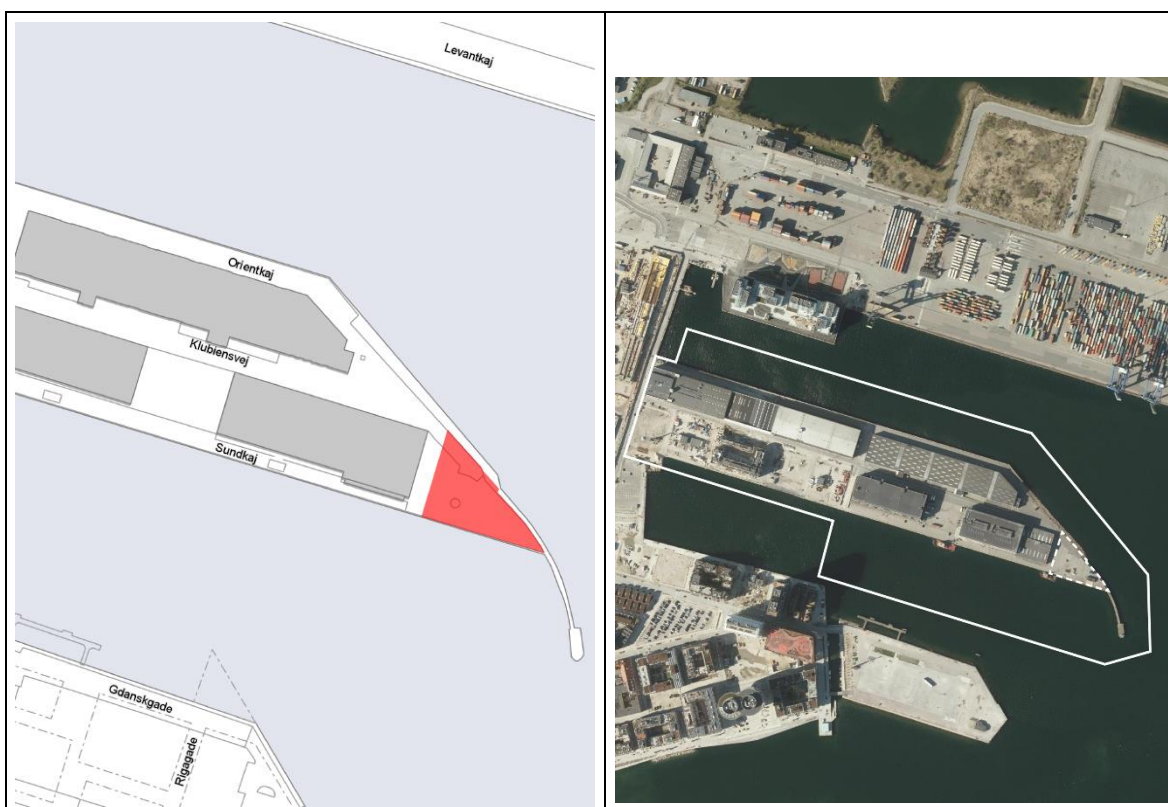 Levantkaj
Orientkaj
Klubiensvej
Sundkaj
Gdanskgade
Rigagade